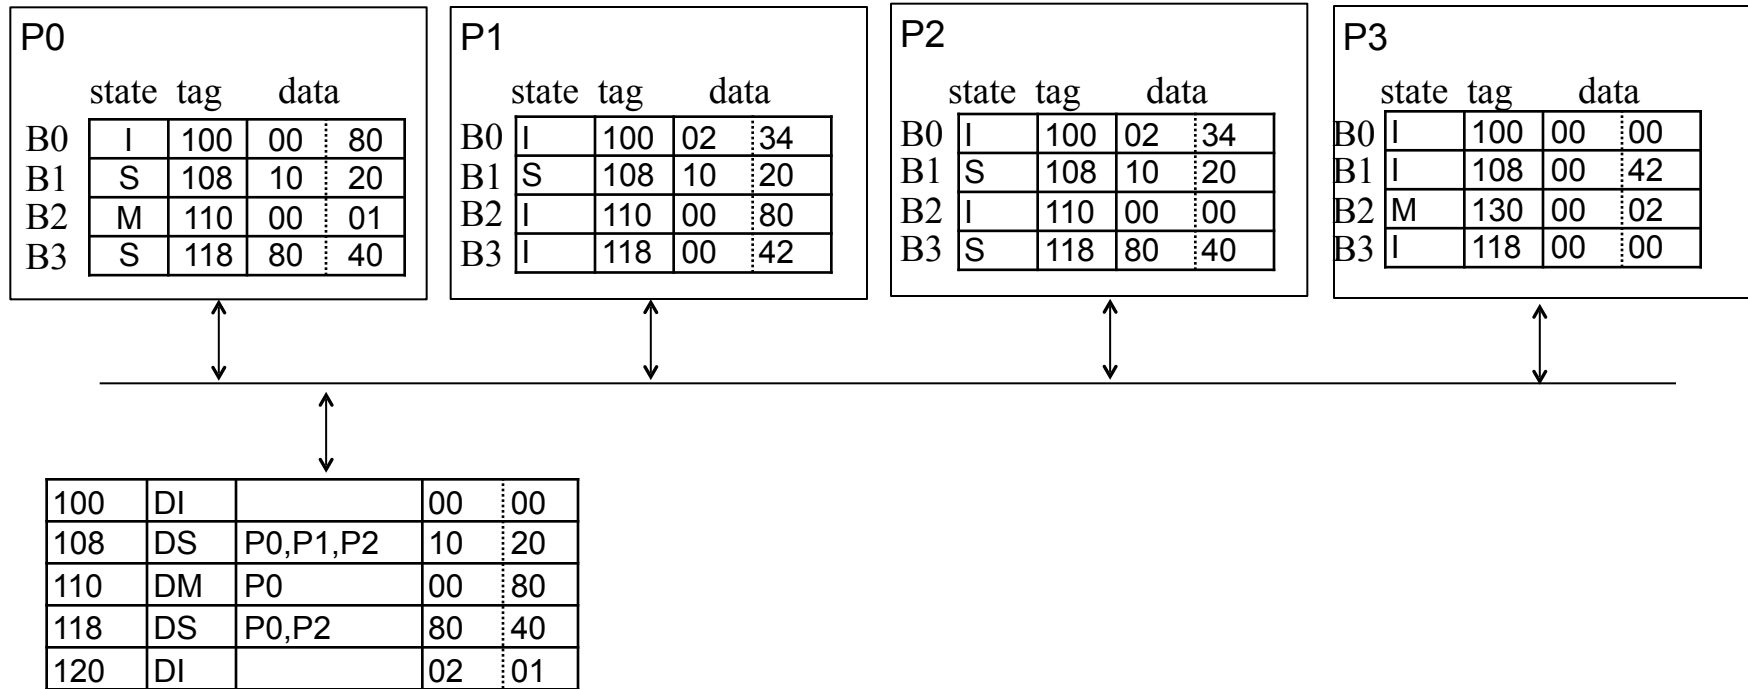 P0 P1 P2 P3
state tag data state tag data state tag data state tag data
B0 I 100 00 80 B0 I 100 02 34 B0 I 100 02 34 B0 I 100 00 00
B1 S 108 10 20 B1 S 108 10 20 B1 S 108 10 20 B1 I 108 00 42
B2 M 110 00 01 B2 I 110 00 80 B2 I 110 00 00 B2 M 130 00 02
B3 S 118 80 40 B3 I 118 00 42 B3 S 118 80 40 B3 I 118 00 00
100 DI 00 00
108 DS P0,P1,P2 10 20
110 DM P0 00 80
118 DS P0,P2 80 40
120 DI 02 01